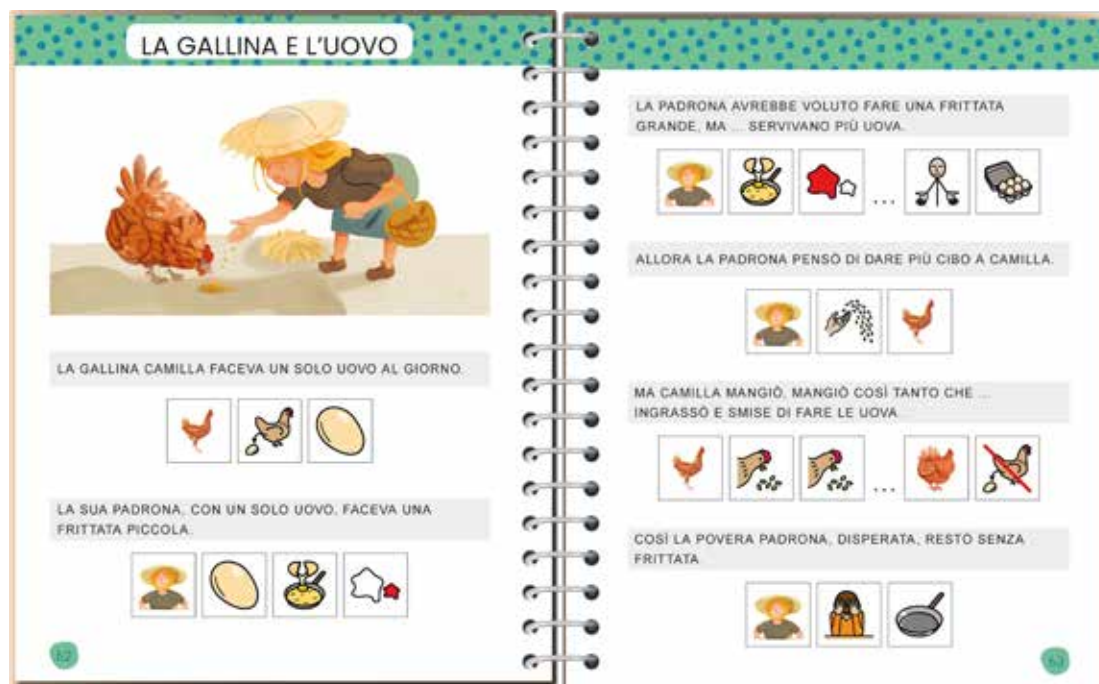 LA GALLINA E L'UOVO
LA GALLINA CAMILLA FACEVA UN SOLO UOVO AL GIORNO.
LA SUA PADRONA, CON UN SOLO UOVO, FACEVA UNA
FRITTATA PICCOLA.
62
LA PADRONA AVREBBE VOLUTO FARE UNA FRITTATA
GRANDE, MA ... SERVIVANO PIÙ UOVA.
...
ALLORA LA PADRONA PENSÒ DI DARE PIÙ CIBO A CAMILLA.
MA CAMILLA MANGIÒ, MANGIÒ COSÌ TANTO CHE ...
INGRASSÒ E SMISE DI FARE LE UOVA
...
COSÌ LA POVERA PADRONA, DISPERATA, RESTÒ SENZA
FRITTATA
63